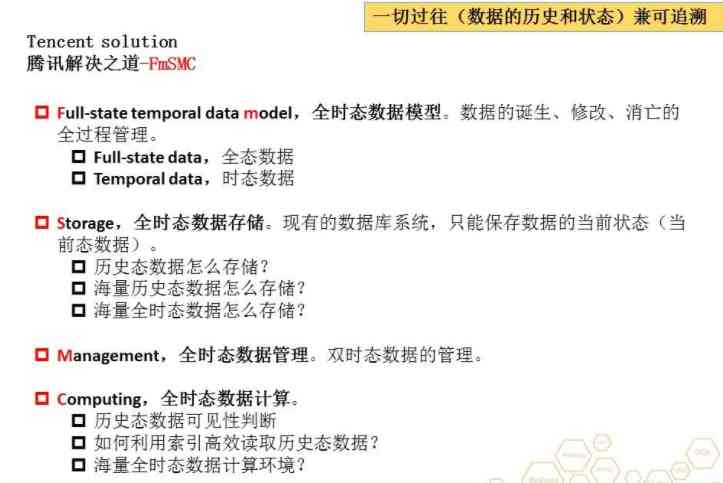 一切过往（数据的历史和状态）兼可追溯
Tencent solution
腾讯解决之道-FmSMC
Full-state temporal data model，全时态数据模型。数据的诞生、修改、消亡的
全过程管理。
Full-state data，全态数据
Temporal data，时态数据
Storage，全时态数据存储。现有的数据库系统，只能保存数据的当前状态（当
前态数据）。
历史态数据怎么存储？
海量历史态数据怎么存储？
海量全时态数据怎么存储？
Management，全时态数据管理。双时态数据的管理。
Computing，全时态数据计算。
历史态数据可见性判断
如何利用索引高效读取历史态数据？
海量全时态数据计算环境？